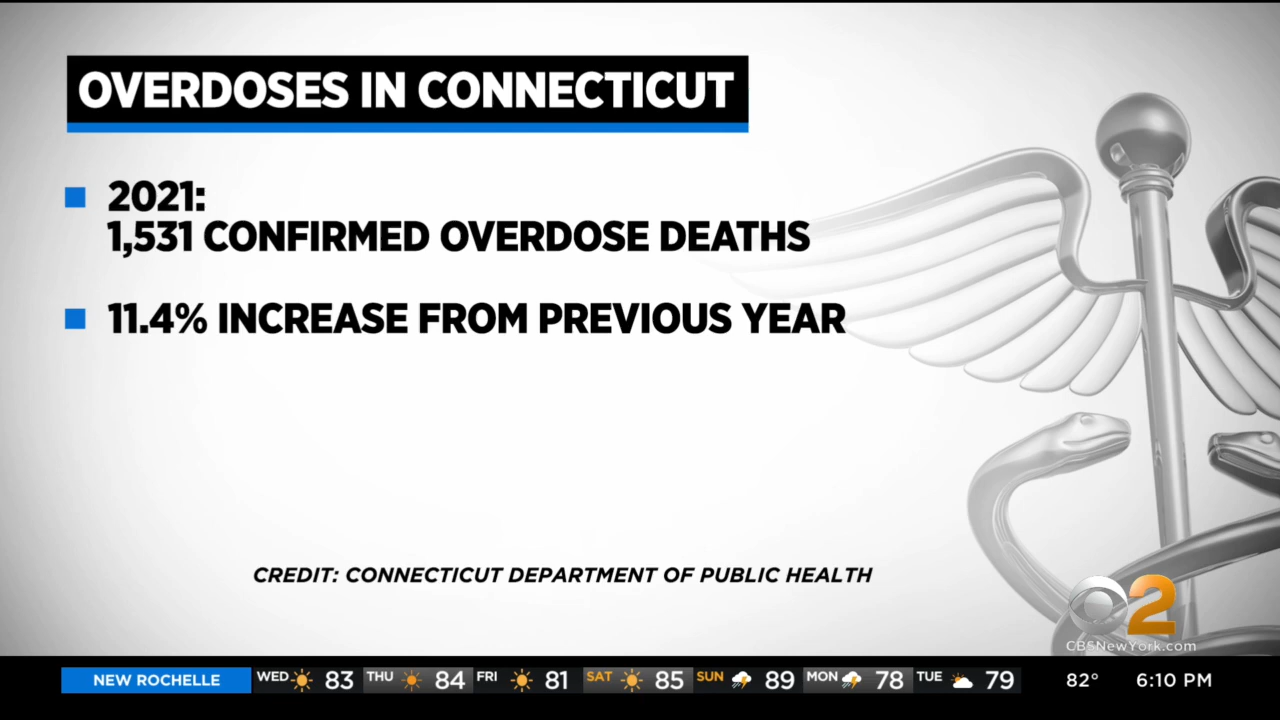 OVERDOSES IN CONNECTICUT
2021:
1,531 CONFIRMED OVERDOSE DEATHS
11.4% INCREASE FROM PREVIOUS YEAR
CREDIT: CONNECTICUT DEPARTMENT OF PUBLIC HEALTH
2
CBSNewYork.com
NEW ROCHELLE WED 83 THU 84 FRI 81 SAT 85 SUN 89 MON 78 TUE 79 82° 6:10 PM